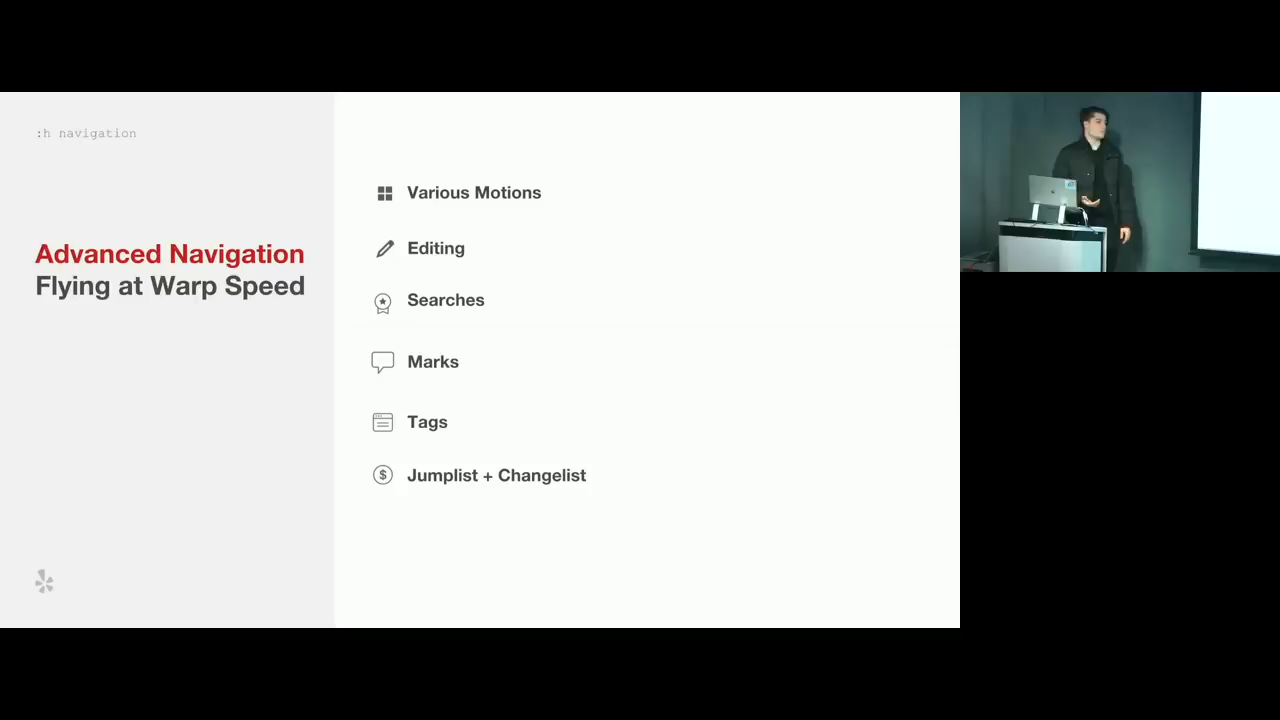 :h navigation
Advanced Navigation
Flying at Warp Speed
Various Motions
Editing
Searches
Marks
Tags
Jumplist + Changelist